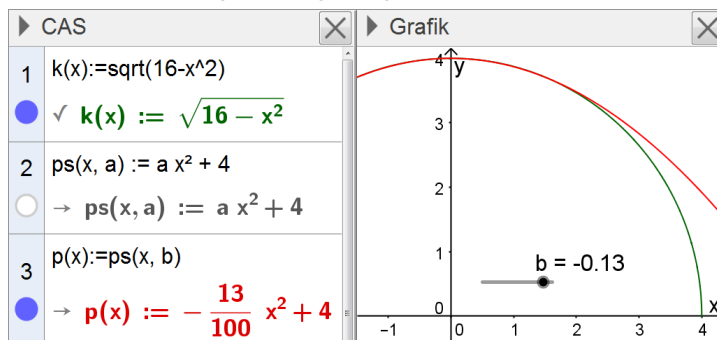 CAS
1 k(x):=sqrt(16-x^2)
✓ k(x) := √(16 − x²)
2 ps(x, a) := a x² + 4
→ ps(x, a) := a x² + 4
3 p(x):=ps(x, b)
→ p(x) := − 13/100 x² + 4
Grafik
y
4
3
2
1
0
b = -0.13
x
−1 0 1 2 3 4